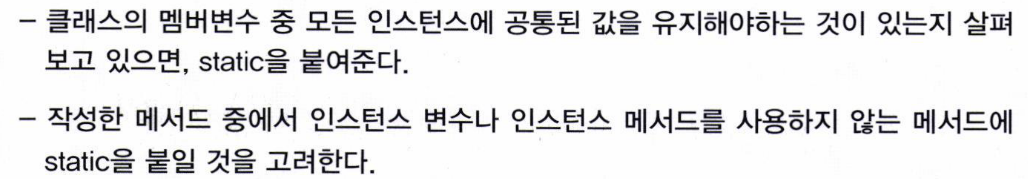 – 클래스의 멤버변수 중 모든 인스턴스에 공통된 값을 유지해야하는 것이 있는지 살펴
보고 있으면, static을 붙여준다.
– 작성한 메서드 중에서 인스턴스 변수나 인스턴스 메서드를 사용하지 않는 메서드에
static을 붙일 것을 고려한다.